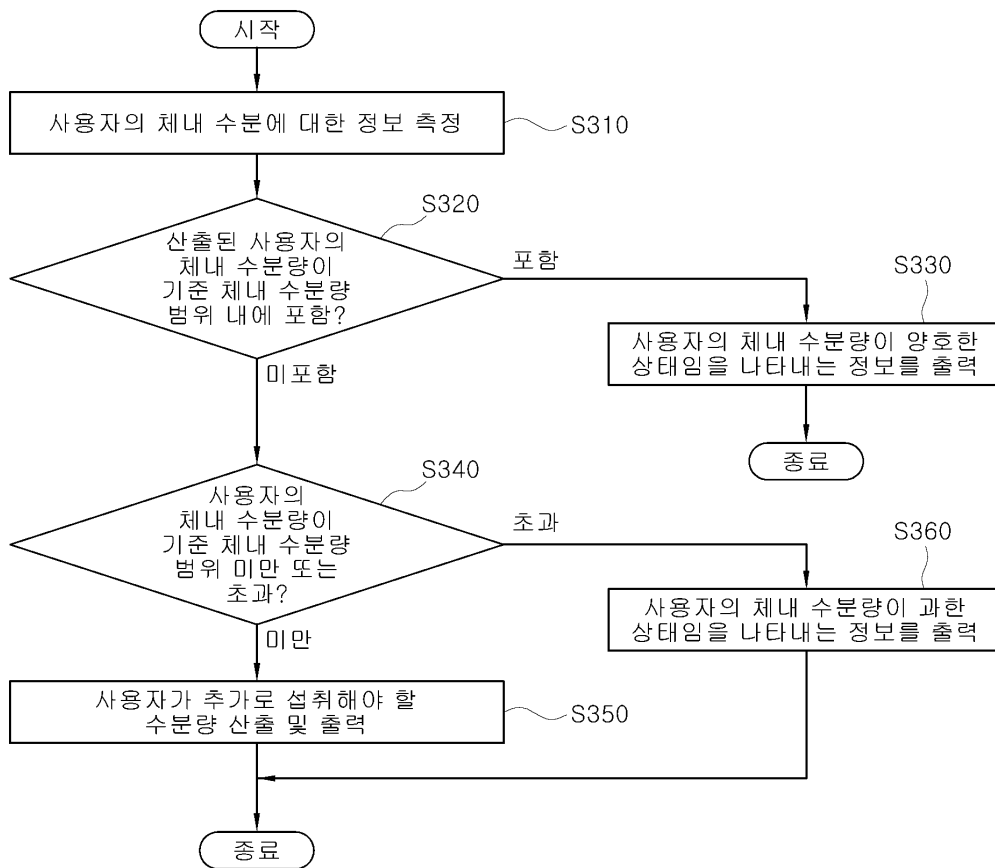 시작
사용자의 체내 수분에 대한 정보 측정
S310
S320
산출된 사용자의
체내 수분량이
기준 체내 수분량
범위 내에 포함?
포함
S330
사용자의 체내 수분량이 양호한
상태임을 나타내는 정보를 출력
미포함
종료
S340
사용자의
체내 수분량이
기준 체내 수분량
범위 미만 또는
초과?
초과
S360
사용자의 체내 수분량이 과한
상태임을 나타내는 정보를 출력
미만
사용자가 추가로 섭취해야 할
수분량 산출 및 출력
S350
종료